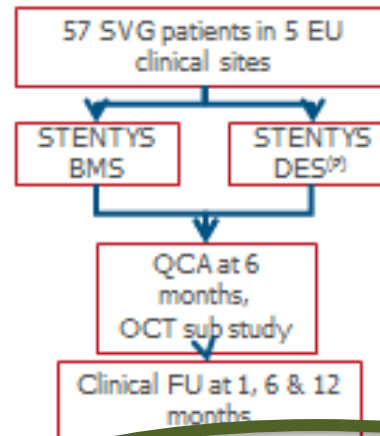 57 SVG patients in 5 EU
clinical sites
STENTYS
BMS
STENTYS
DES(P)
QCA at 6
months,
OCT sub study
Clinical FU at 1, 6 & 12
months